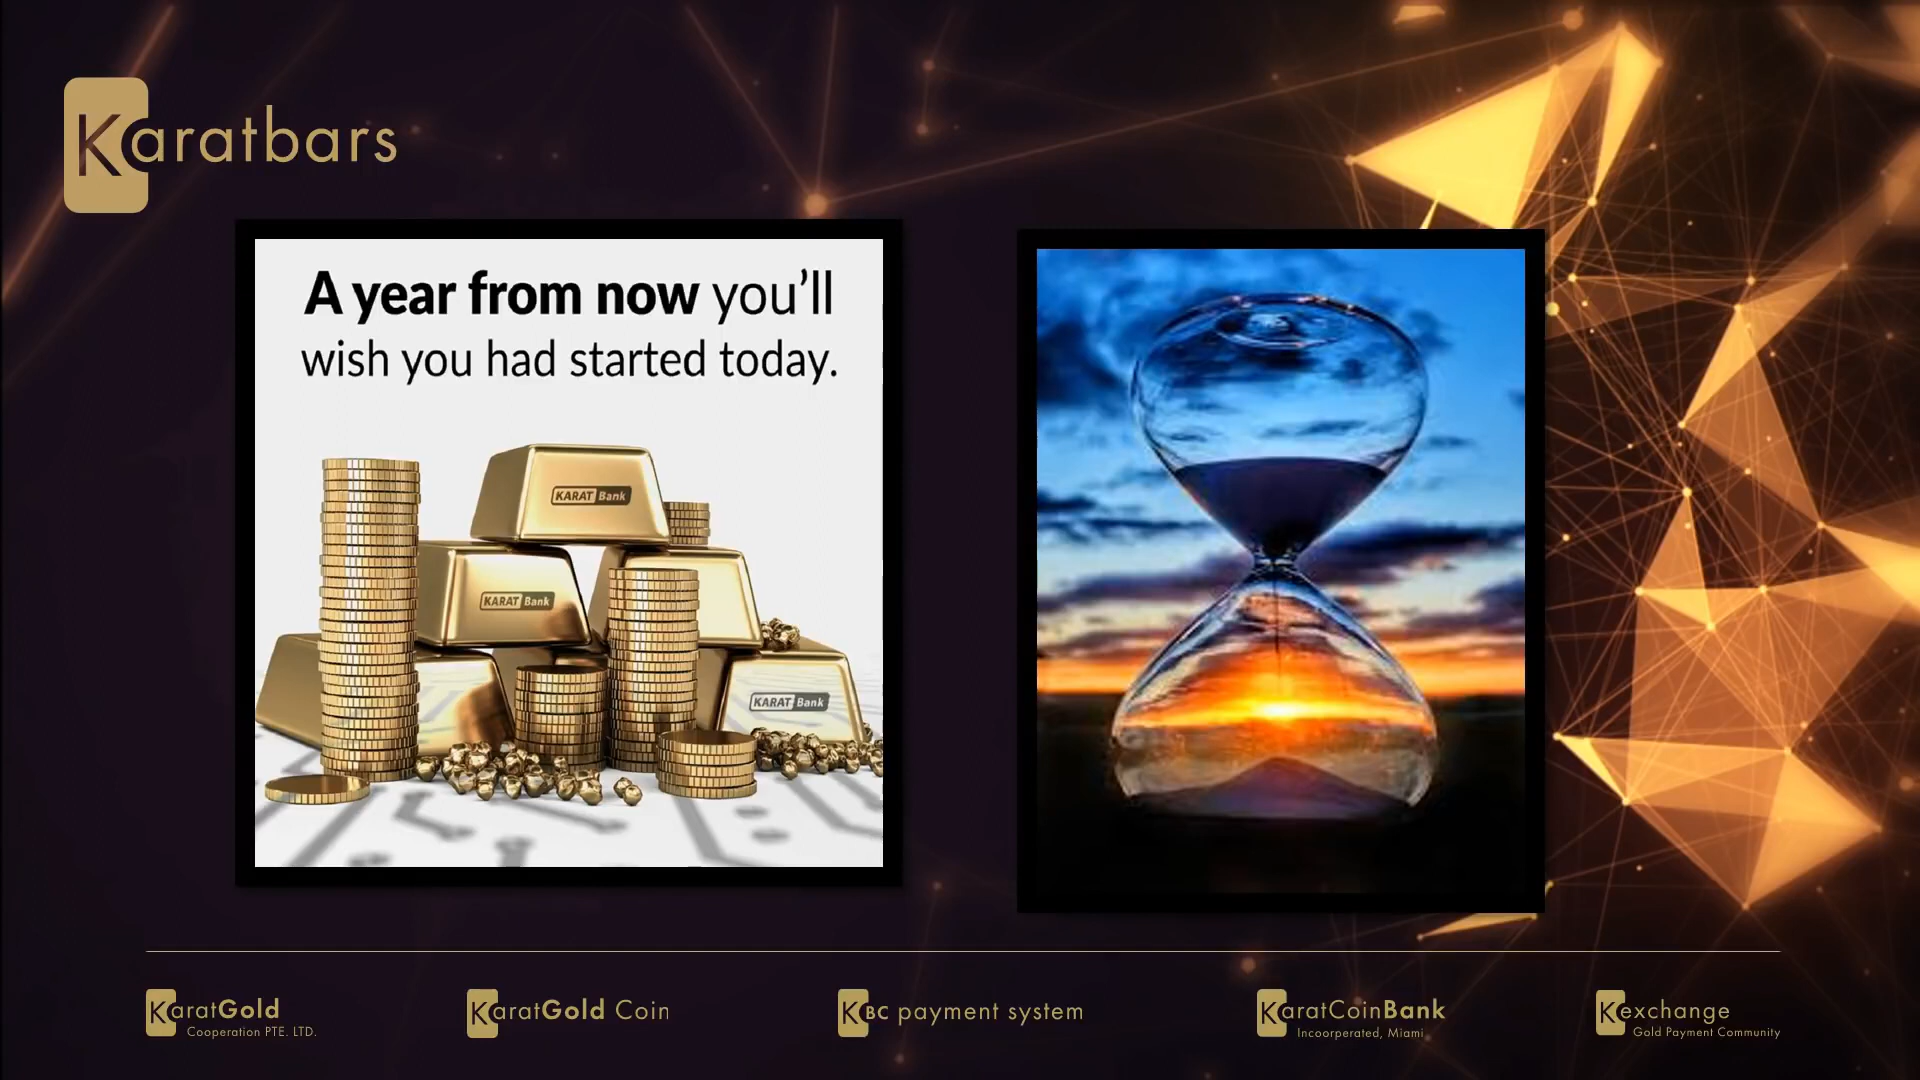 Karatbars
A year from now you'll
wish you had started today.
KARAT Bank
KARAT Bank
KARAT Bank
KaratGold
Cooperation PTE. LTD.
KaratGold Coin
KBC payment system
KaratCoinBank
Incoorperated, Miami
Kexchange
Gold Payment Community